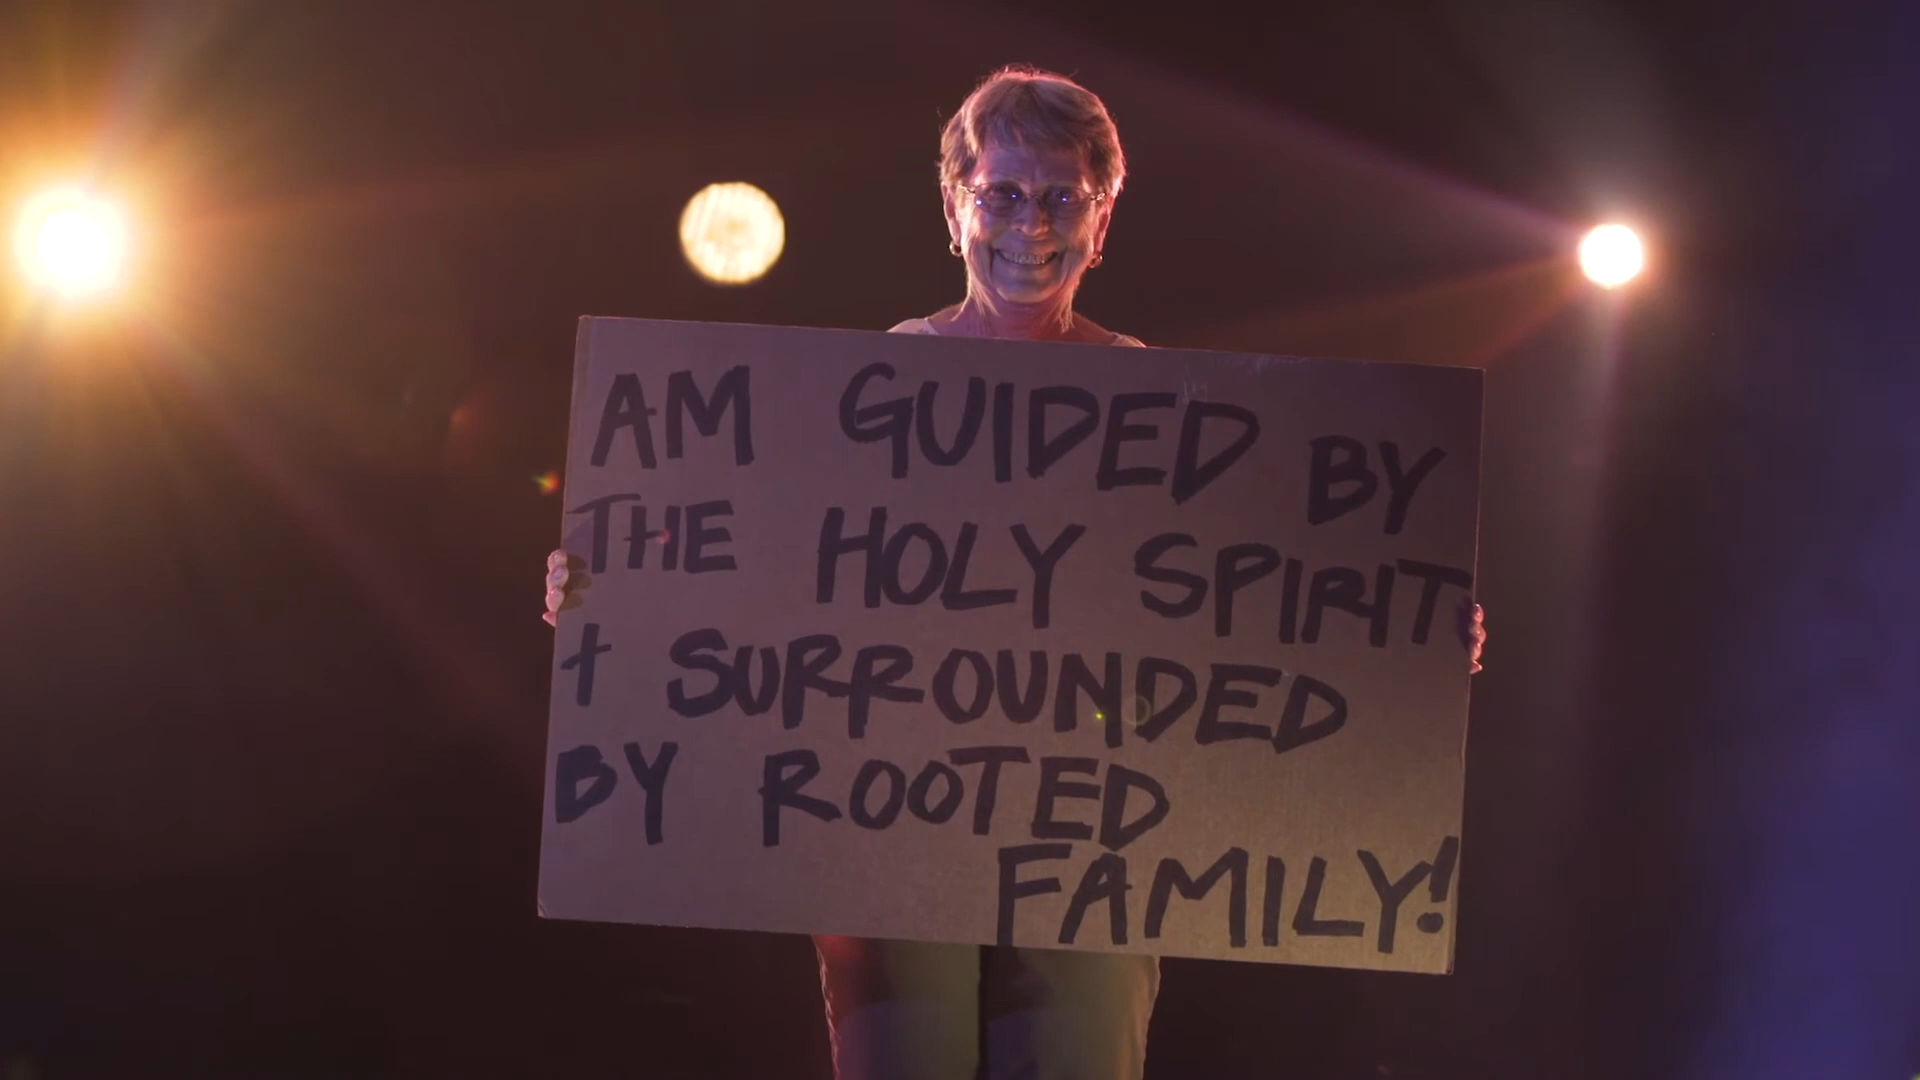 AM GUIDED BY
THE HOLY SPIRIT
+ SURROUNDED
BY ROOTED
FAMILY!